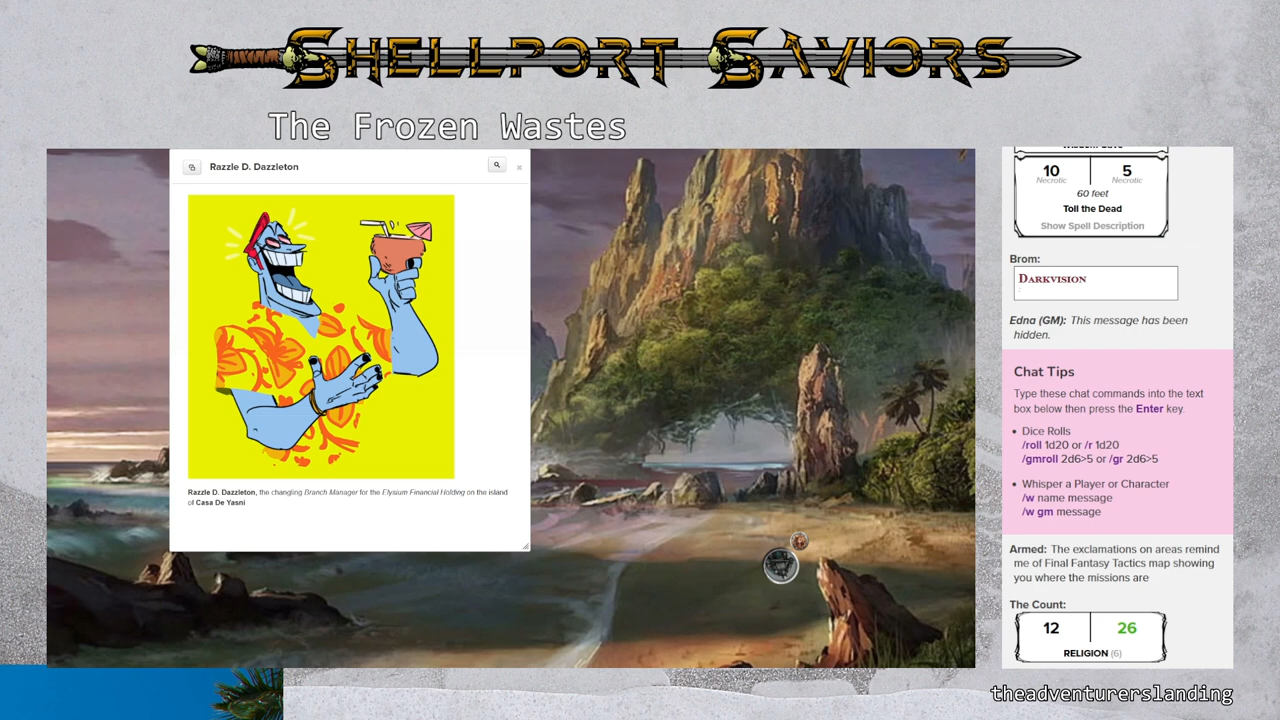 SHELLPORT SAVIORS
The Frozen Wastes
Razzle D. Dazzleton
Razzle D. Dazzleton, the changling Branch Manager for the Elysium Financial Holding on the island
of Casa De Yasni
10 5
Necrotic Necrotic
60 feet
Toll the Dead
Show Spell Description
Brom:
DARKVISION
:
Edna (GM): This message has been
hidden.
Chat Tips
Type these chat commands into the text
box below then press the Enter key.
• Dice Rolls
/roll 1d20 or /r 1d20
/gmroll 2d6>5 or /gr 2d6>5
• Whisper a Player or Character
/w name message
/w gm message
Armed: The exclamations on areas remind
me of Final Fantasy Tactics map showing
you where the missions are
The Count:
12 26
RELIGION (6)
theadventurerslanding